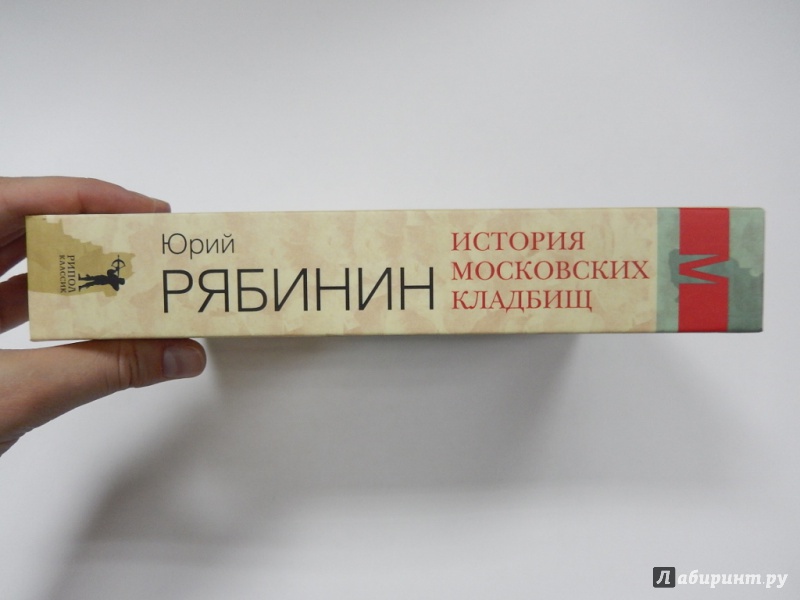 РИПОЛ
КЛАССИК
Юрий
РЯБИНИН
ИСТОРИЯ
МОСКОВСКИХ
КЛАДБИЩ
М
Лабиринт.ру